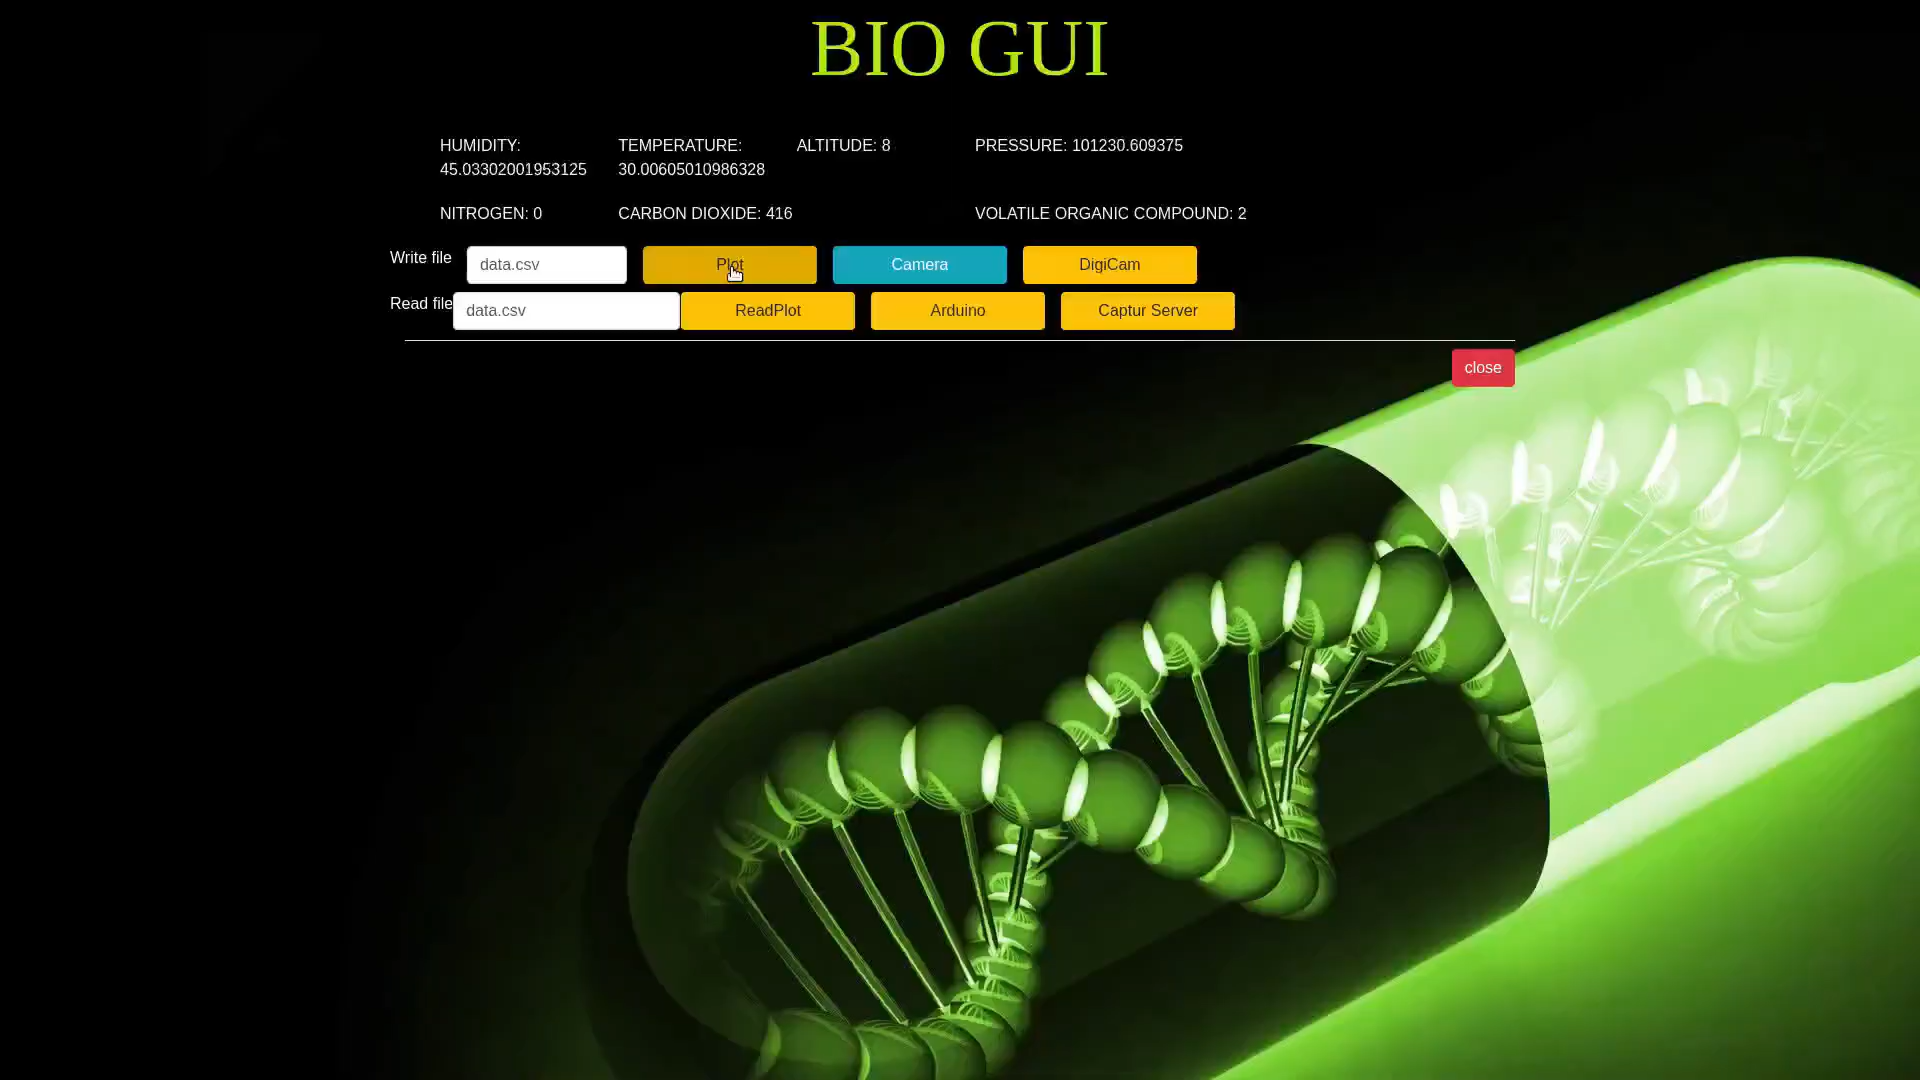 BIO GUI
HUMIDITY: 45.03302001953125
TEMPERATURE: 30.00605010986328
ALTITUDE: 8
PRESSURE: 101230.609375
NITROGEN: 0
CARBON DIOXIDE: 416
VOLATILE ORGANIC COMPOUND: 2
Write file
data.csv
Plot
Camera
DigiCam
Read file
data.csv
ReadPlot
Arduino
Captur Server
close